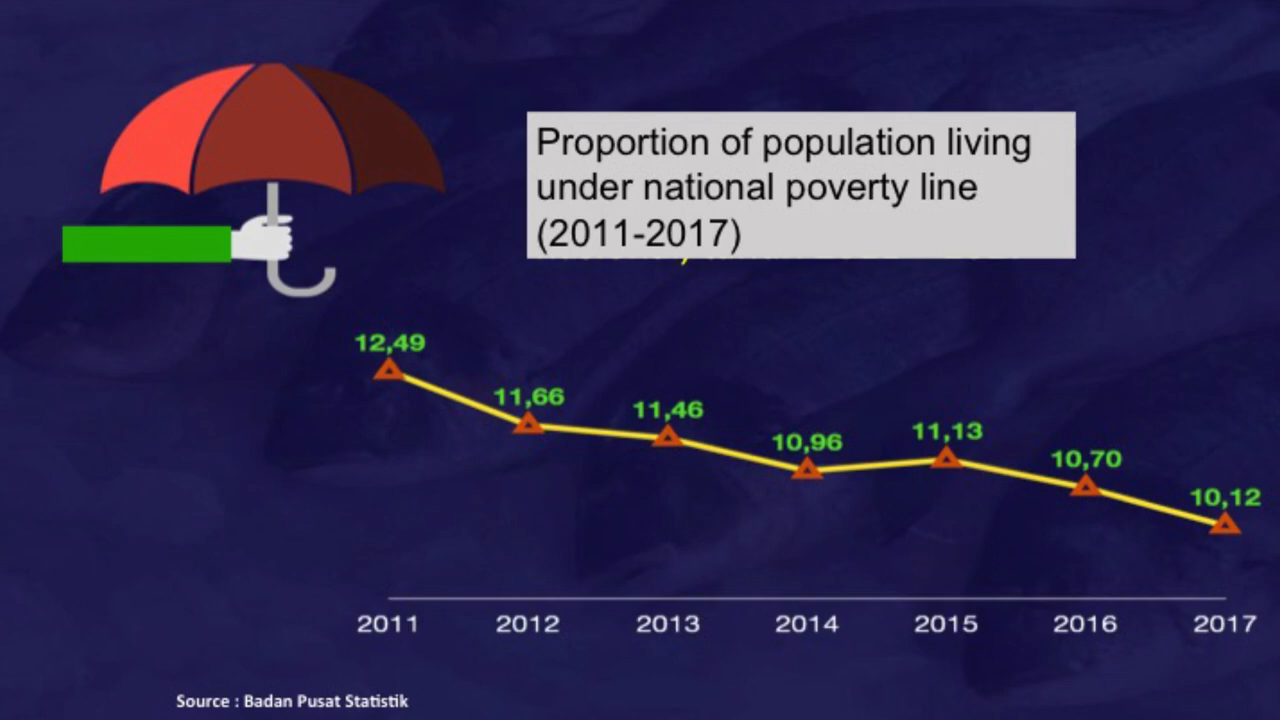 Proportion of population living
under national poverty line
(2011-2017)
12,49
11,66
11,46
10,96
11,13
10,70
10,12
2011 2012 2013 2014 2015 2016 2017
Source : Badan Pusat Statistik